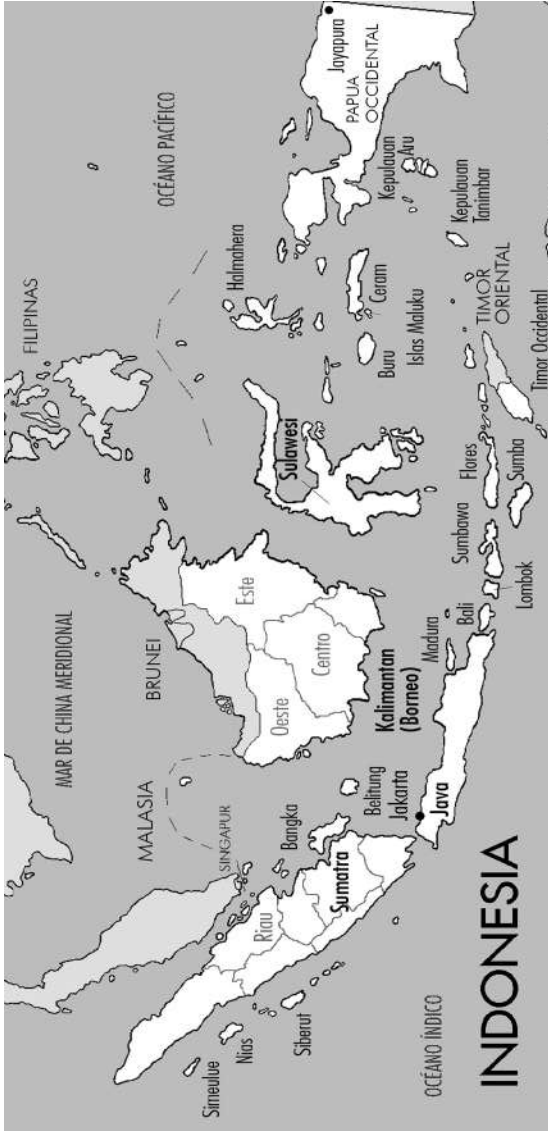 FILIPINAS
OCÉANO PACÍFICO
MAR DE CHINA MERIDIONAL
BRUNEI
MALASIA
SINGAPUR
Halmahera
Jayapura
PAPUA
OCCIDENTAL
Este
Oeste
Centro
Kalimantan
(Borneo)
Sulawesi
Buru
Ceram
Islas Maluku
Kepulauan
Aru
Kepulauan
Tanimbar
Riau
Sumatra
Bangka
Belitung
Simeulue
Nias
Siberut
Jakarta
Java
Madura
Bali
Lombok
Sumbawa
Flores
Sumba
TIMOR
ORIENTAL
Timor Occidental
OCÉANO ÍNDICO
INDONESIA